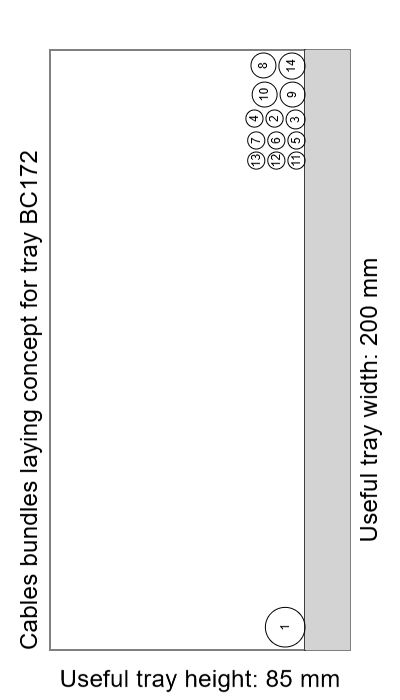 Cables bundles laying concept for tray BC172
8 14
10 9
4 2 3
7 6 5
13 12 11
1
Useful tray width: 200 mm
Useful tray height: 85 mm